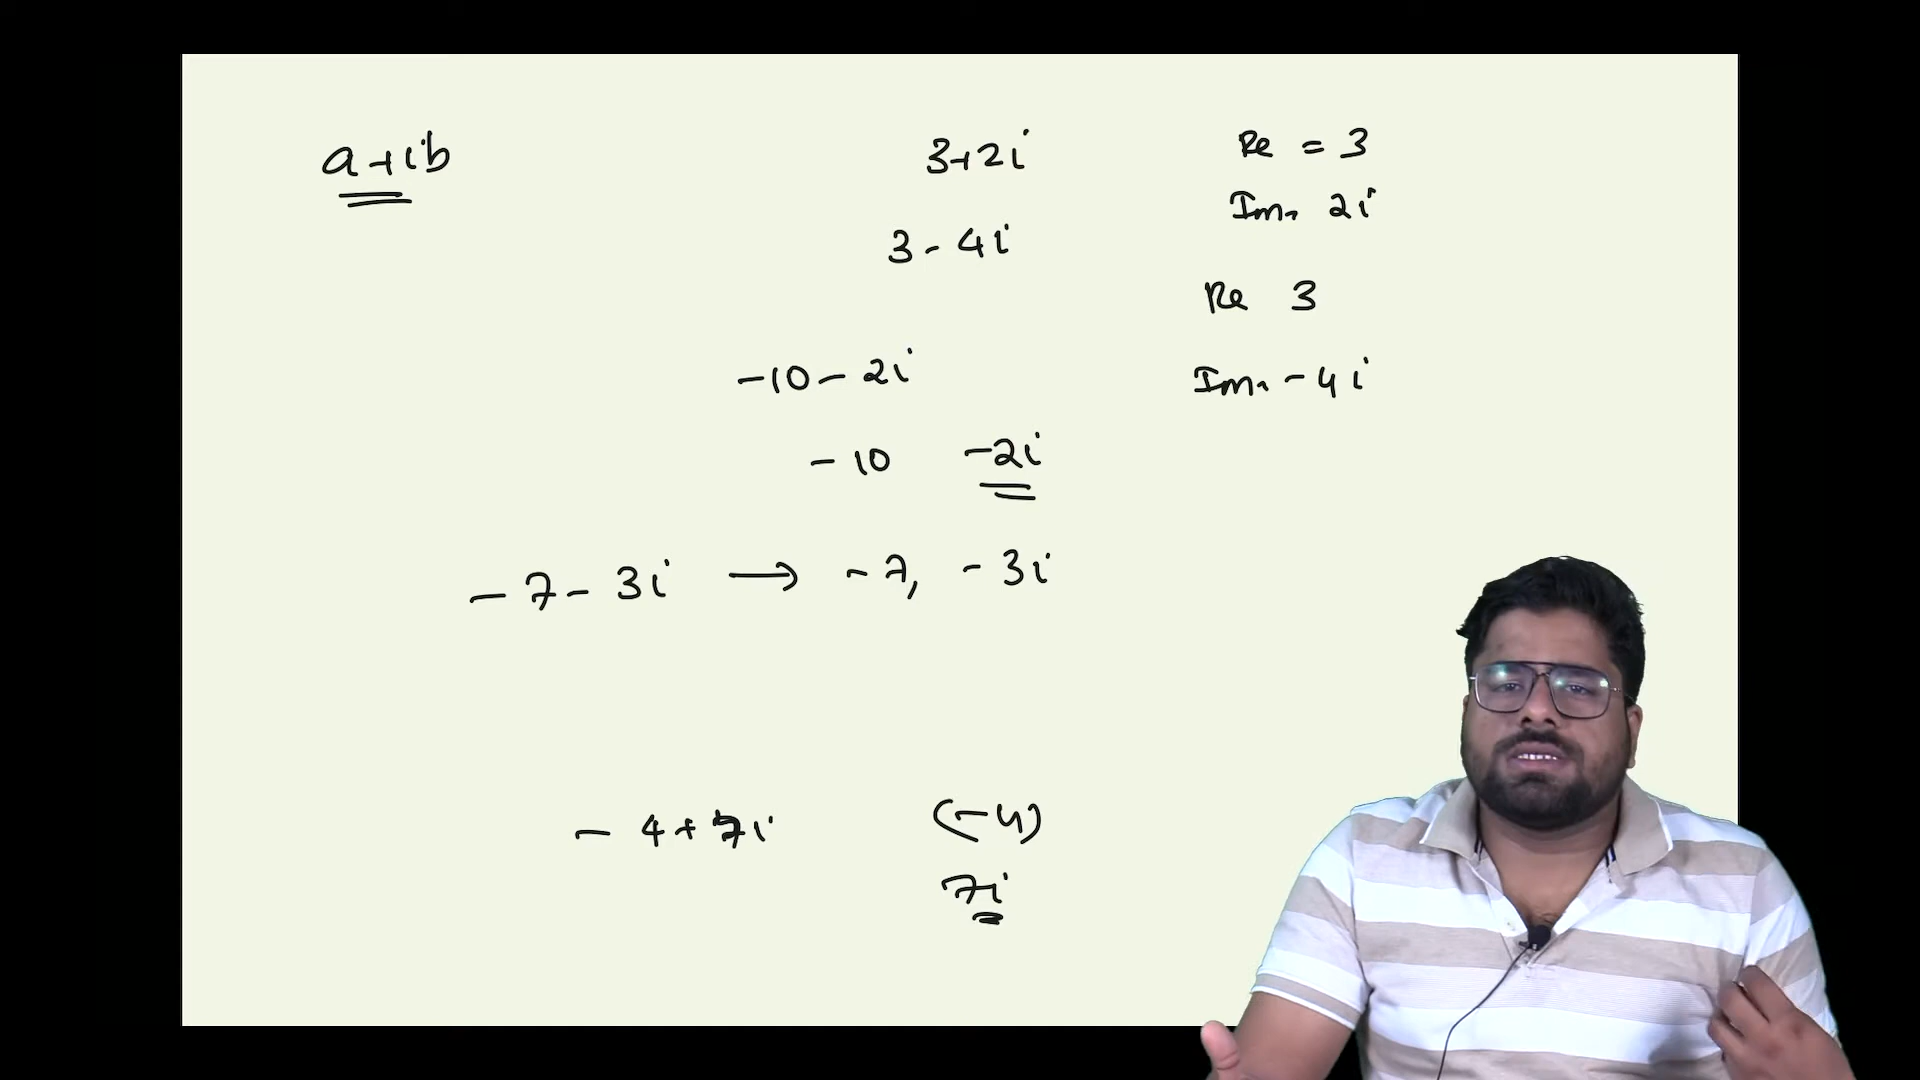 a+ib
3+2i
Re = 3
Im. 2i
3 - 4i
Re 3
Im. - 4i
-10 - 2i
- 10 -2i
- 7 - 3i → - 7, - 3i
- 4 + 7i (-4)
7i